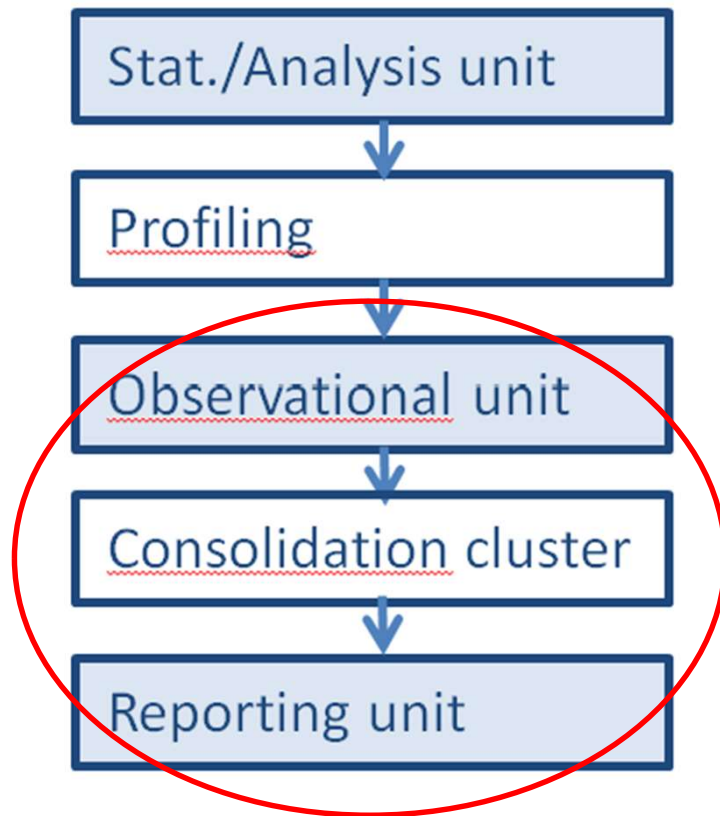 Stat./Analysis unit
Profiling
Observational unit
Consolidation cluster
Reporting unit